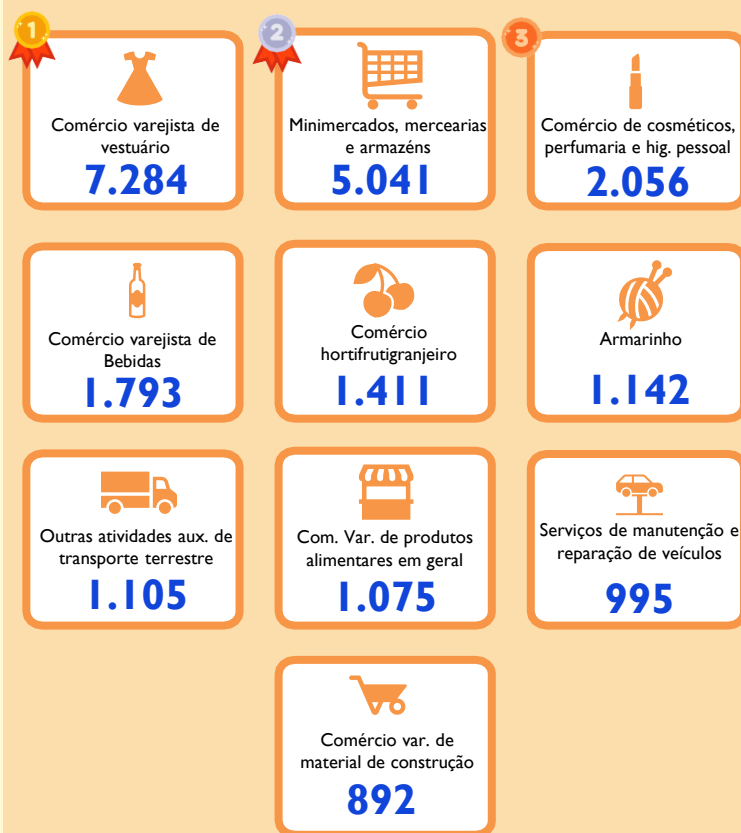 1
Comércio varejista de
vestuário
7.284
2
Minimercados, mercearias
e armazéns
5.041
3
Comércio de cosméticos,
perfumaria e hig. pessoal
2.056
Comércio varejista de
Bebidas
1.793
Comércio
hortifrutigranjeiro
1.411
Armarinho
1.142
Outras atividades aux. de
transporte terrestre
1.105
Com. Var. de produtos
alimentares em geral
1.075
Serviços de manutenção e
reparação de veículos
995
Comércio var. de
material de construção
892